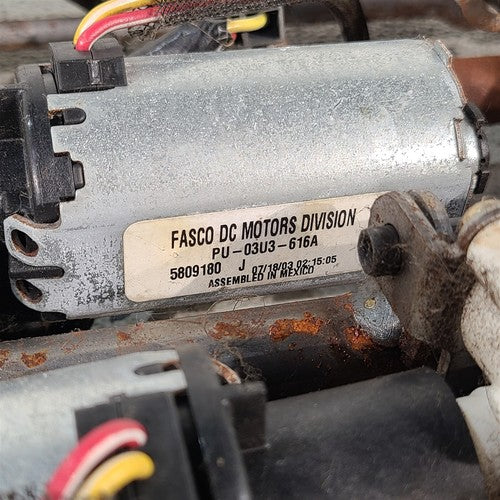 FASCO DC MOTORS DIVISION
PU-03U3-616A
5809180 J 07/18/03 02:15:05
ASSEMBLED IN MEXICO